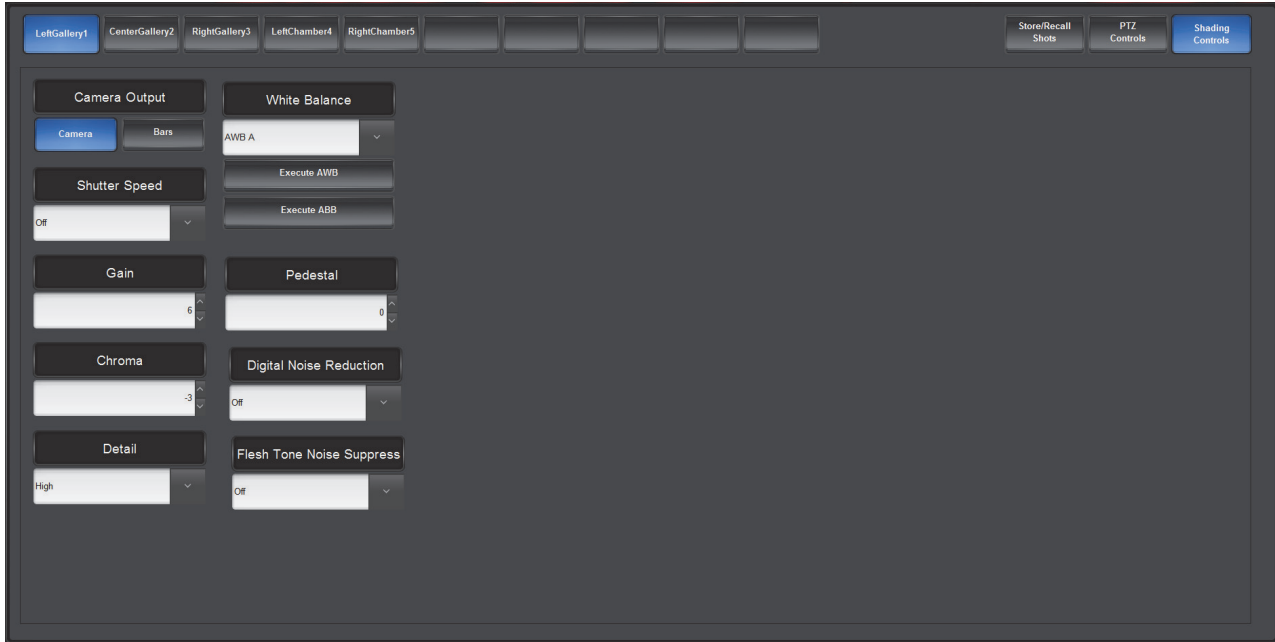 LeftGallery1 CenterGallery2 RightGallery3 LeftChamber4 RightChamber5 Store/Recall Shots PTZ Controls Shading Controls
Camera Output White Balance
Camera Bars AWB A
Shutter Speed Execute AWB
Off Execute ABB
Gain Pedestal
6 0
Chroma Digital Noise Reduction
-3 Off
Detail Flesh Tone Noise Suppress
High Off